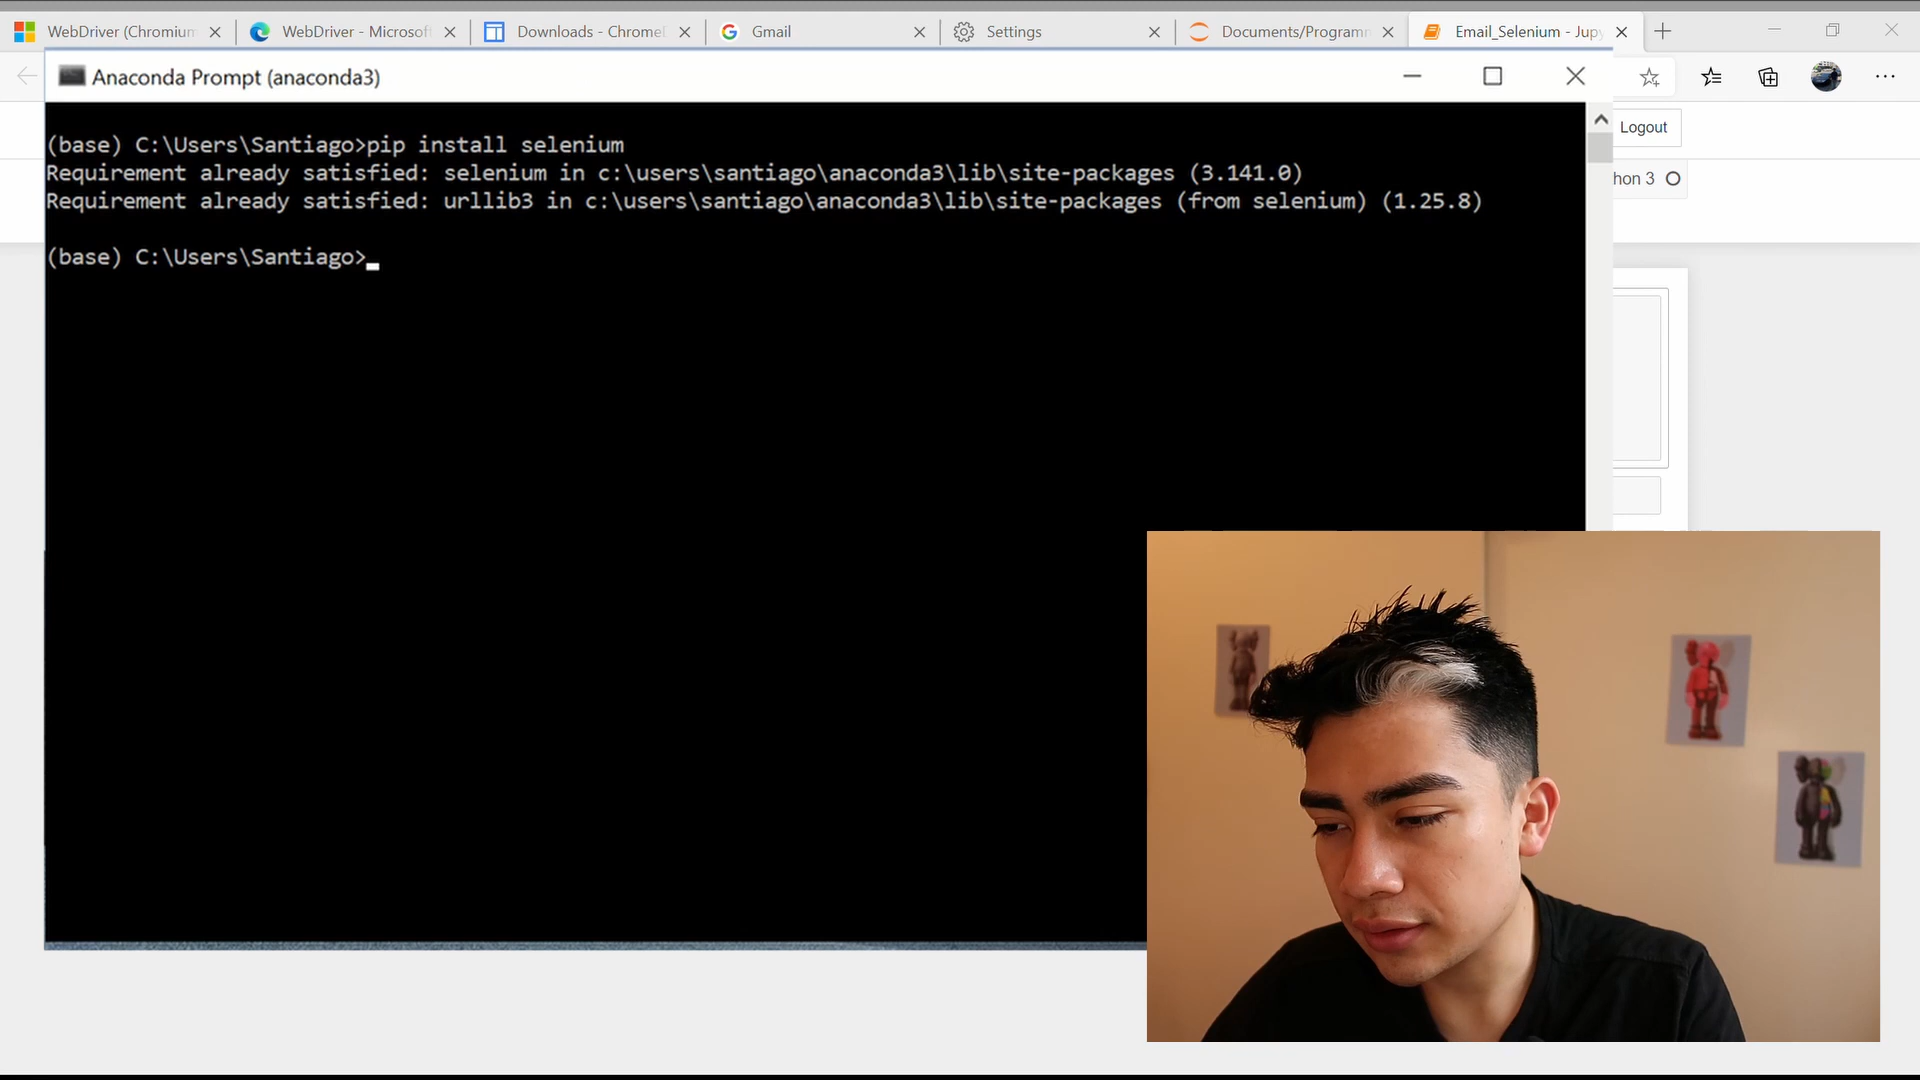 WebDriver (Chromium
WebDriver - Microsoft
Downloads - Chrome
Gmail
Settings
Documents/Programm
Email_Selenium - Jupy
Anaconda Prompt (anaconda3)
Logout
hon 3
(base) C:\Users\Santiago>pip install selenium
Requirement already satisfied: selenium in c:\users\santiago\anaconda3\lib\site-packages (3.141.0)
Requirement already satisfied: urllib3 in c:\users\santiago\anaconda3\lib\site-packages (from selenium) (1.25.8)
(base) C:\Users\Santiago>